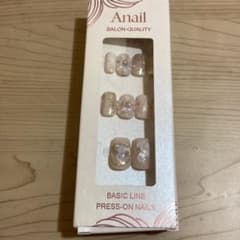 Anail
SALON-QUALITY
BASIC LINE
PRESS-ON NAILS